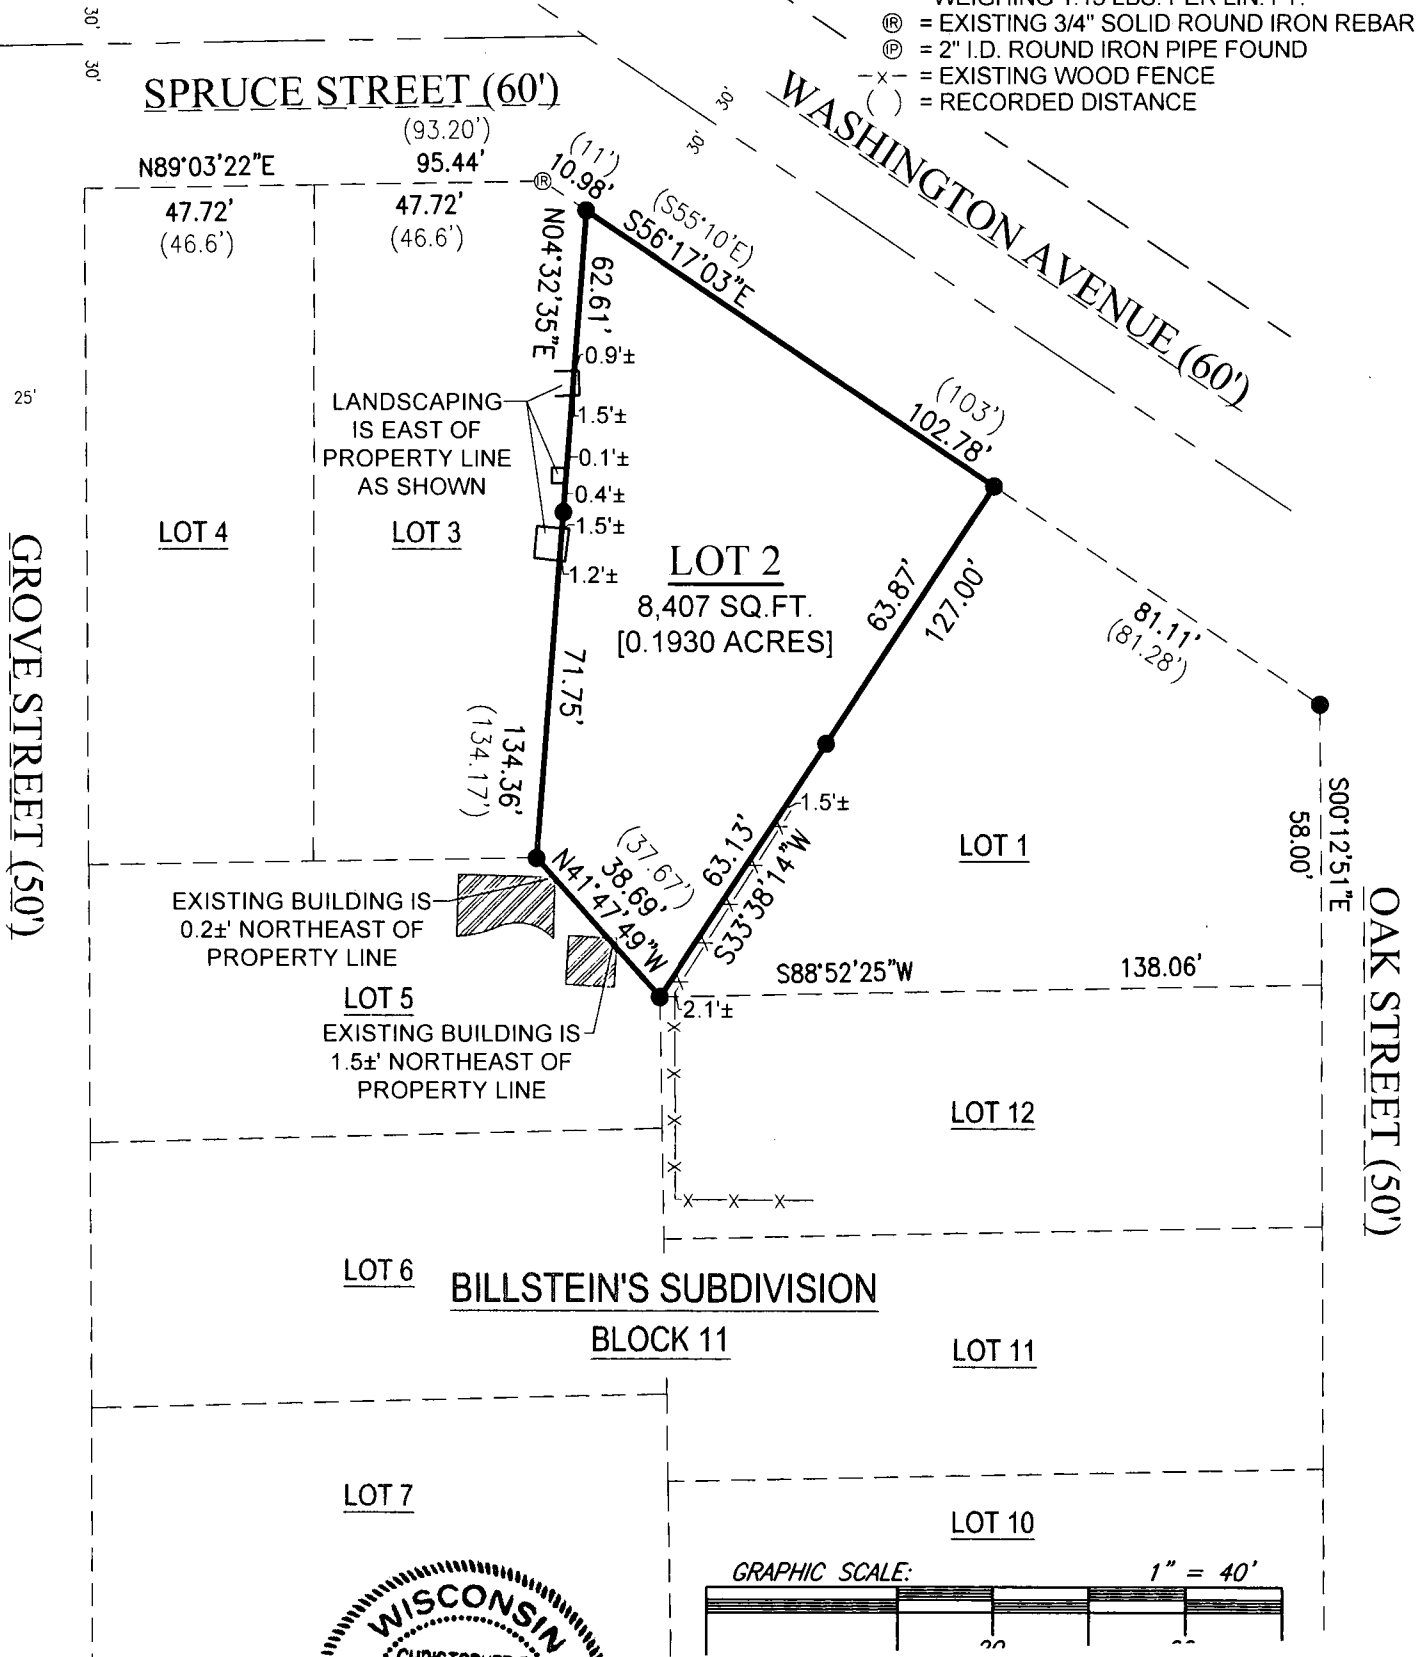 ® = EXISTING 3/4" SOLID ROUND IRON REBAR
= 2" I.D. ROUND IRON PIPE FOUND
-x- = EXISTING WOOD FENCE
( ) = RECORDED DISTANCE
30'
30'
SPRUCE STREET (60')
(93.20')
N89°03'22"E
95.44'
IR
(11')
10.98'
30'
30'
WASHINGTON AVENUE (60')
47.72'
(46.6')
47.72'
(46.6')
N04°32'35"E
62.61'
(S55°10'E)
S56°17'03"E
0.9'±
25'
LANDSCAPING
IS EAST OF
PROPERTY LINE
AS SHOWN
1.5'±
0.1'±
0.4'±
1.5'±
1.2'±
(103')
102.78'
LOT 4
LOT 3
LOT 2
8,407 SQ.FT.
[0.1930 ACRES]
63.87'
127.00'
81.11'
(81.28')
GROVE STREET (50')
71.75'
134.36'
(134.17')
1.5'±
63.13'
S33°38'14"W
LOT 1
S00°12'51"E
58.00'
(37.67')
38.69'
N41°47'49"W
EXISTING BUILDING IS
0.2±' NORTHEAST OF
PROPERTY LINE
S88°52'25"W
138.06'
OAK STREET (50')
LOT 5
2.1'±
EXISTING BUILDING IS
1.5±' NORTHEAST OF
PROPERTY LINE
LOT 12
LOT 6
BILLSTEIN'S SUBDIVISION
BLOCK 11
LOT 11
LOT 7
LOT 10
GRAPHIC SCALE:
1" = 40'
WISCONSIN